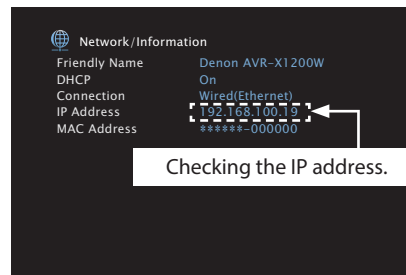 Network/Information
Friendly Name Denon AVR-X1200W
DHCP On
Connection Wired(Ethernet)
IP Address 192.168.100.19
MAC Address ******-000000
Checking the IP address.